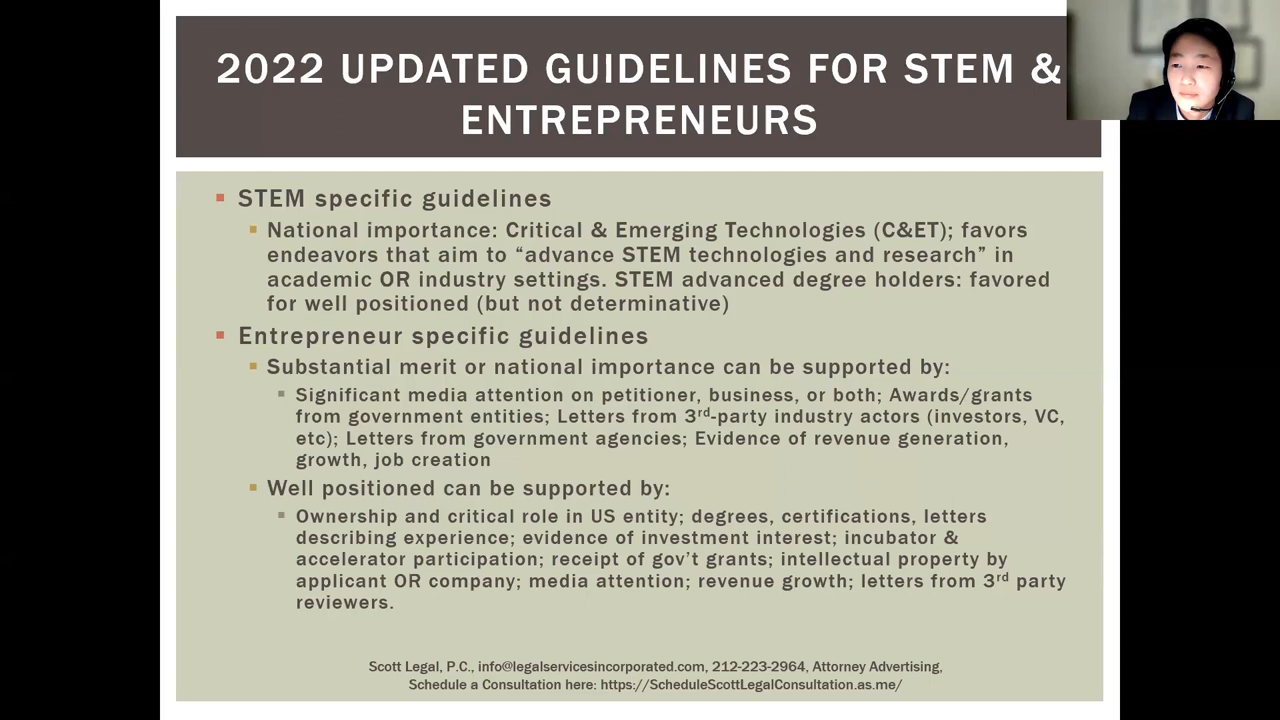 2022 UPDATED GUIDELINES FOR STEM &
ENTREPRENEURS
STEM specific guidelines
National importance: Critical & Emerging Technologies (C&ET); favors
endeavors that aim to “advance STEM technologies and research” in
academic OR industry settings. STEM advanced degree holders: favored
for well positioned (but not determinative)
Entrepreneur specific guidelines
Substantial merit or national importance can be supported by:
Significant media attention on petitioner, business, or both; Awards/grants
from government entities; Letters from 3rd-party industry actors (investors, VC,
etc); Letters from government agencies; Evidence of revenue generation,
growth, job creation
Well positioned can be supported by:
Ownership and critical role in US entity; degrees, certifications, letters
describing experience; evidence of investment interest; incubator &
accelerator participation; receipt of gov’t grants; intellectual property by
applicant OR company; media attention; revenue growth; letters from 3rd party
reviewers.
Scott Legal, P.C., info@legalservicesincorporated.com, 212-223-2964, Attorney Advertising,
Schedule a Consultation here: https://ScheduleScottLegalConsultation.as.me/